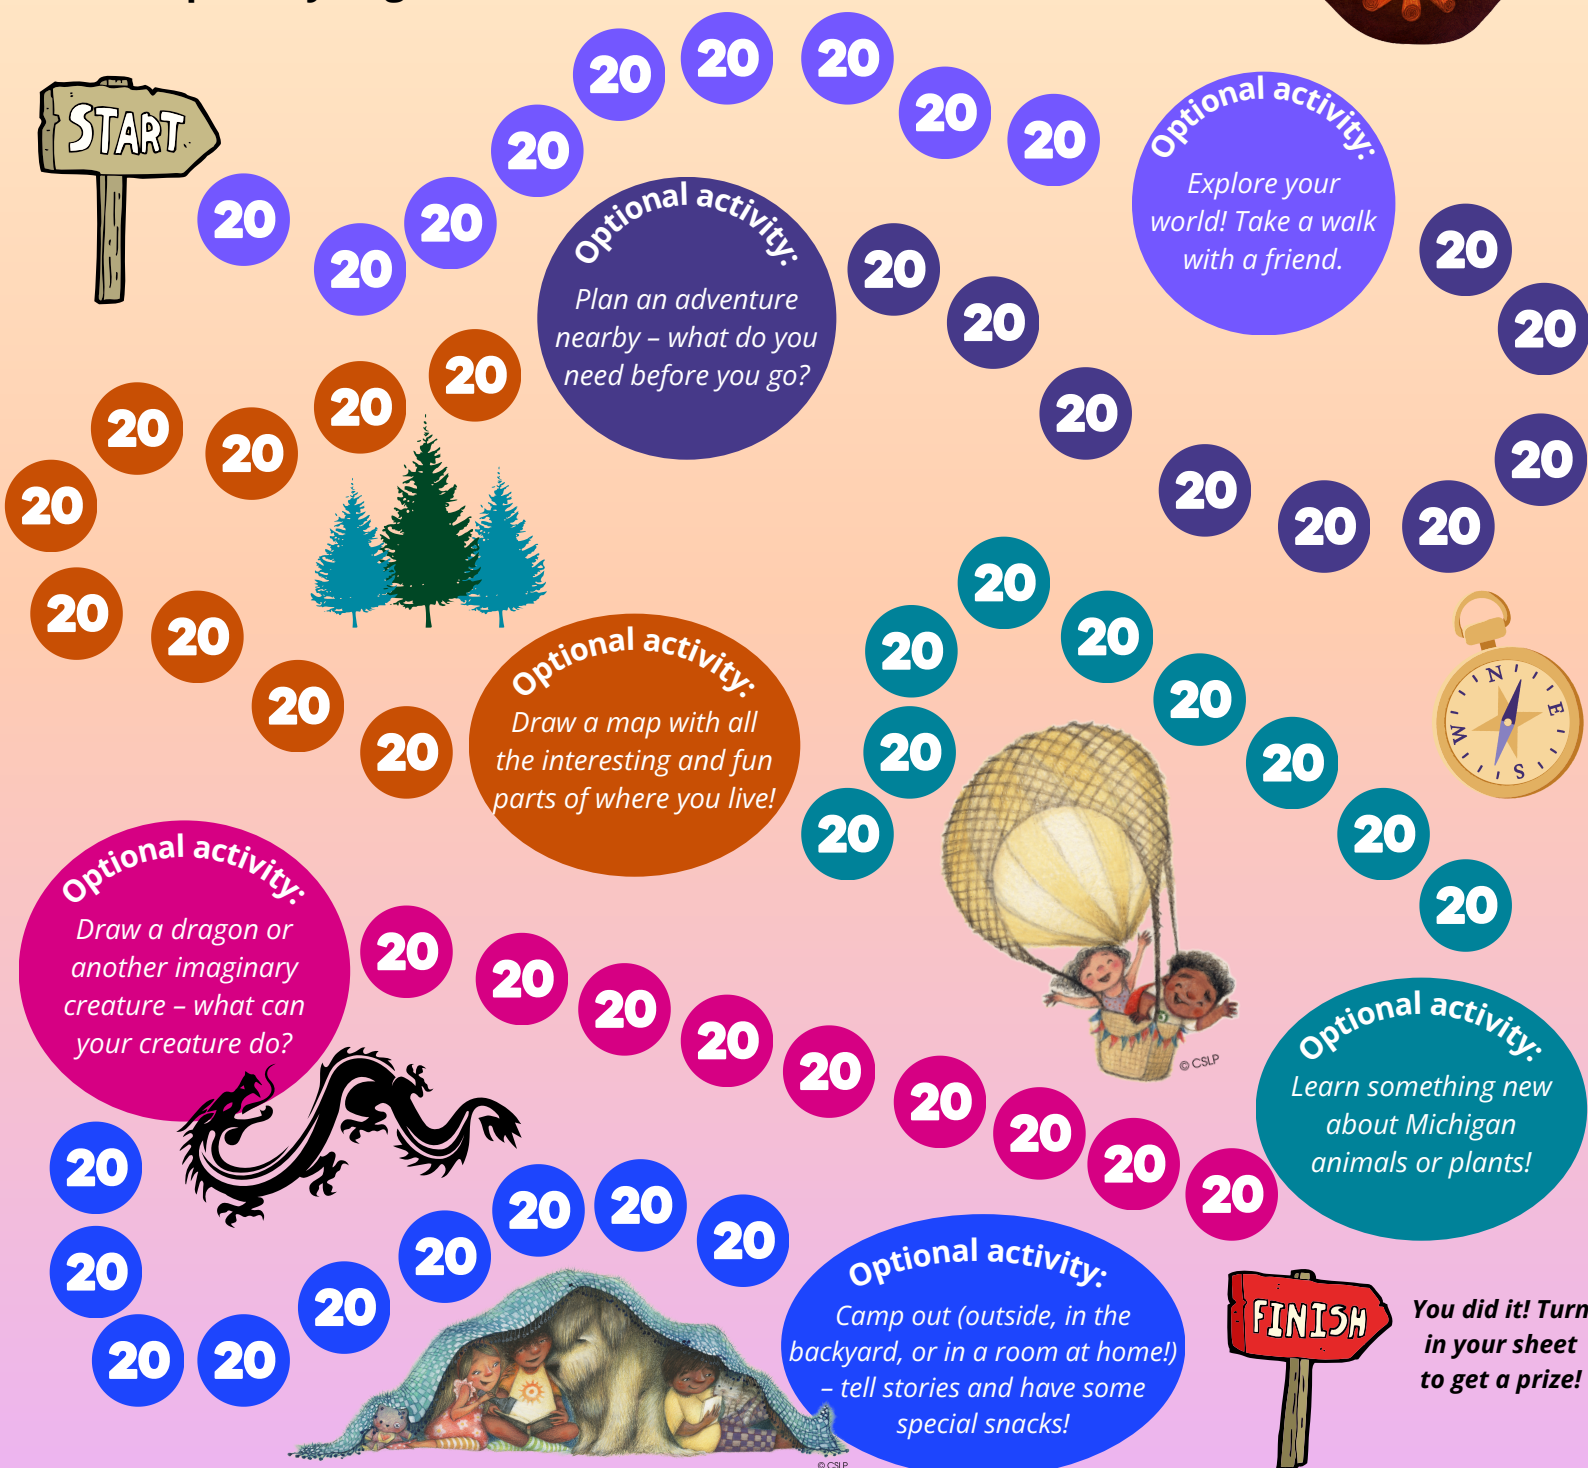 START
20
20
20
20
20
20
20
20
20
Optional activity:
Explore your
world! Take a walk
with a friend.
20
20
20
20
20
20
20
20
20
Optional activity:
Plan an adventure
nearby – what do you
need before you go?
20
20
20
20
20
20
20
20
20
Optional activity:
Draw a map with all
the interesting and fun
parts of where you live!
20
20
20
20
20
20
20
20
20
N
E
S
W
© CSLP
Optional activity:
Learn something new
about Michigan
animals or plants!
20
20
20
20
20
20
20
20
20
Optional activity:
Draw a dragon or
another imaginary
creature – what can
your creature do?
20
20
20
20
20
20
20
20
20
Optional activity:
Camp out (outside, in the
backyard, or in a room at home!)
– tell stories and have some
special snacks!
© CSLP
FINISH
You did it! Turn
in your sheet
to get a prize!